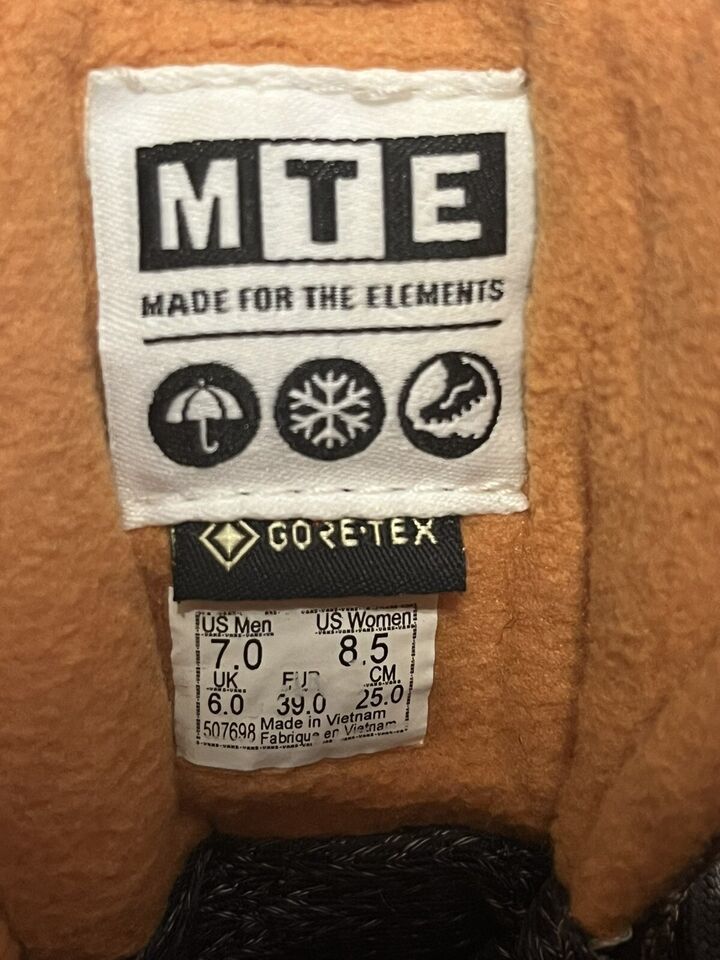 MTE
MADE FOR THE ELEMENTS
GORE-TEX
US Men US Women
7.0 8.5
UK EUR CM
6.0 39.0 25.0
507698 Made in Vietnam
Fabrique en Vietnam